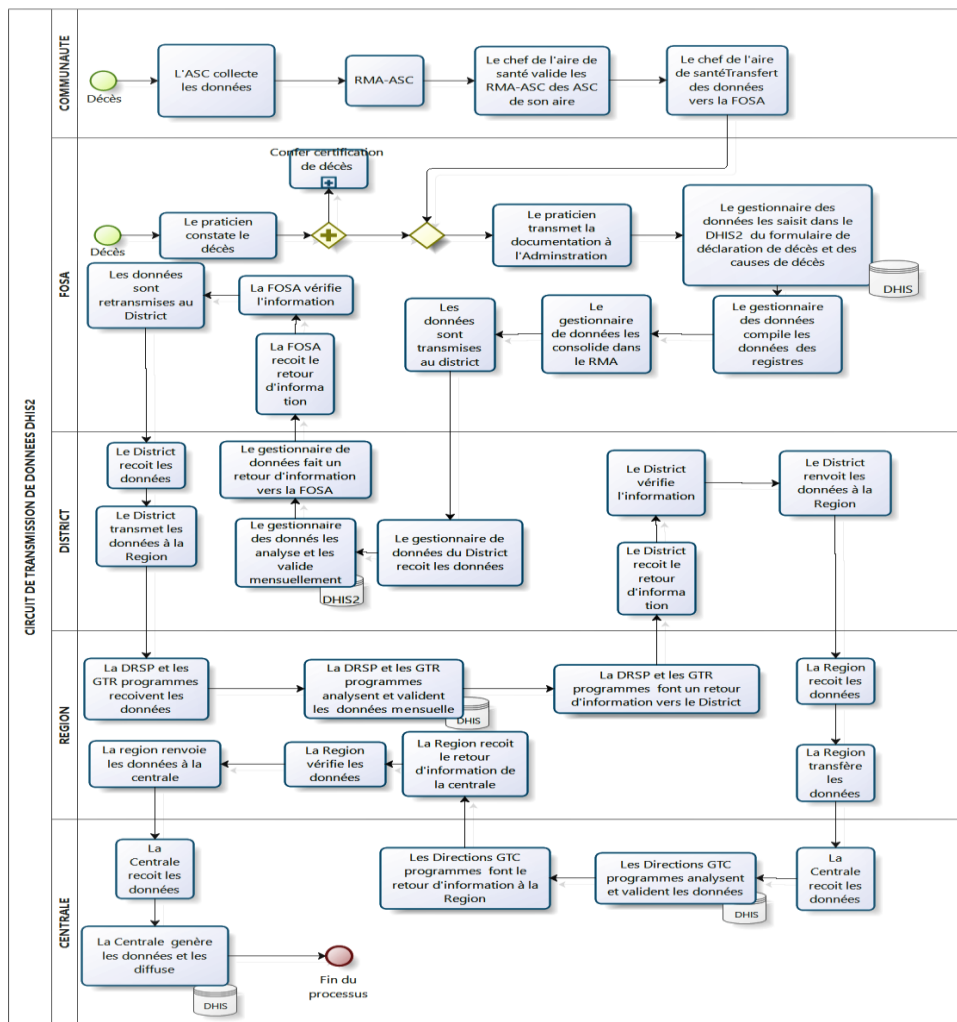 CIRCUIT DE TRANSMISSION DE DONNEES DHIS2
COMMUNAUTE
Décès
L'ASC collecte
les données
RMA-ASC
Le chef de l'aire de
santé valide les
RMA-ASC des ASC
de son aire
Le chef de l'aire
de santéTransfert
des données
vers la FOSA
FOSA
Confer certification
de décès
Décès
Le praticien
constate le
décès
Le praticien
transmet la
documentation à
l'Adminstration
Le gestionnaire des
données les saisit dans le
DHIS2 du formulaire de
déclaration de décès et des
causes de décès
DHIS
Les données
sont
retransmises au
District
La FOSA vérifie
l'information
La FOSA
recoit le
retour
d'informa
tion
Les
données
sont
transmises
au district
Le
gestionnaire
de données les
consolide dans
le RMA
Le gestionnaire
des données
compile les
données des
registres
DISTRICT
Le District
recoit les
données
Le District
transmet les
données à la
Region
Le gestionnaire de
données fait un
retour d'information
vers la FOSA
Le gestionnaire
des donnés les
analyse et les
valide
mensuellement
DHIS2
Le gestionnaire de
données du District
recoit les données
Le District
vérifie
l'information
Le District
recoit le
retour
d'informa
tion
Le District
renvoit les
données à la
Region
REGION
La DRSP et les
GTR programmes
recoivent les
données
La DRSP et les GTR
programmes
analysent et valident
les données mensuelle
DHIS
La DRSP et les GTR
programmes font un retour
d'information vers le District
La Region
recoit les
données
La region renvoie
les données à la
centrale
La Region
vérifie les
données
La Region recoit
le retour
d'information de
la centrale
La Region
transfère
les
données
CENTRALE
La
Centrale
recoit les
données
Les Directions GTC
programmes font le
retour d'information à la
Region
Les Directions GTC
programmes analysent
et valident les données
DHIS
La
Centrale
recoit les
données
La Centrale genère
les données et les
diffuse
DHIS
Fin du
processus